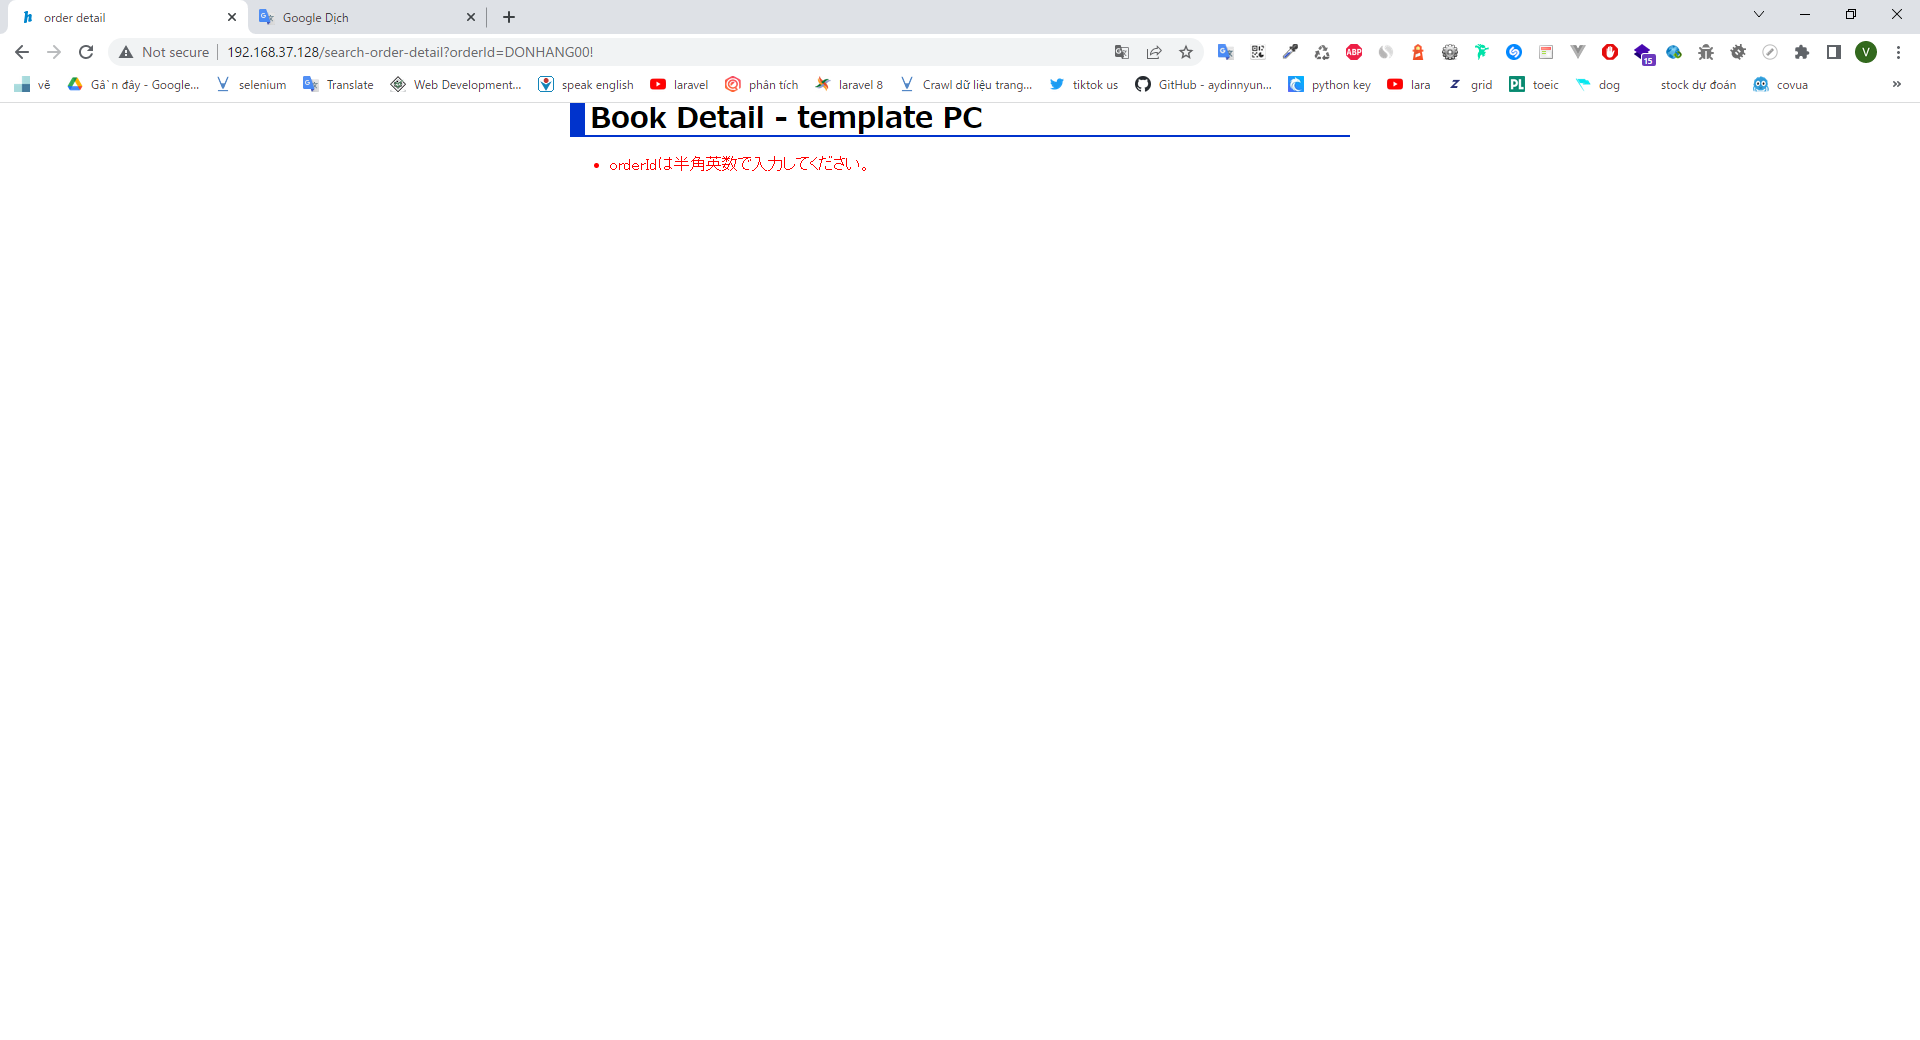 order detail
Google Dịch
Not secure
192.168.37.128/search-order-detail?orderId=DONHANG00!
ABP
15
V
vẽ
Gần đây - Google...
selenium
Translate
Web Development...
speak english
laravel
phân tích
laravel 8
Crawl dữ liệu trang...
tiktok us
GitHub - aydinnyun...
python key
lara
Z
grid
PL
toeic
dog
stock dự đoán
covua
»
Book Detail - template PC
orderIdは半角英数で入力してください。